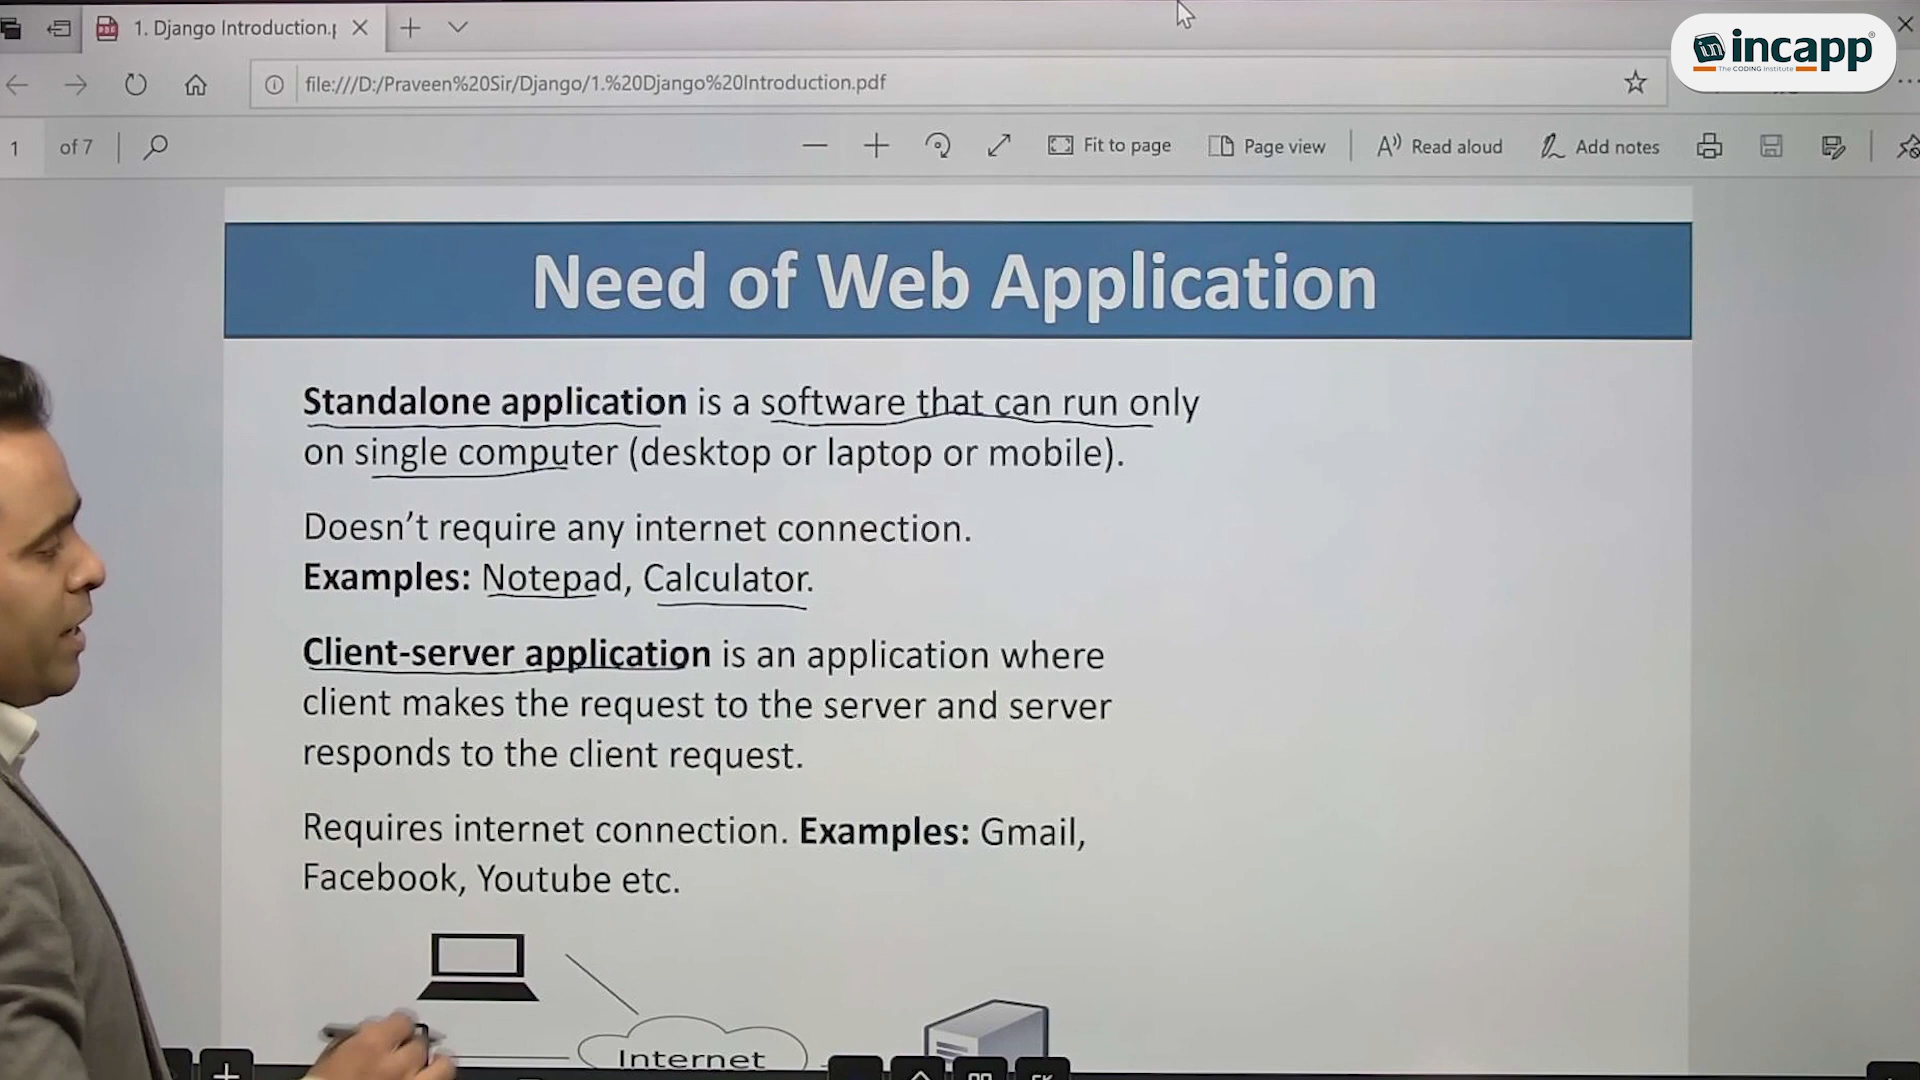 1. Django Introduction.p
incapp
The CODING Institute
file:///D:/Praveen%20Sir/Django/1.%20Django%20Introduction.pdf
1 of 7 Fit to page Page view Read aloud Add notes
Need of Web Application
Standalone application is a software that can run only
on single computer (desktop or laptop or mobile).
Doesn’t require any internet connection.
Examples: Notepad, Calculator.
Client-server application is an application where
client makes the request to the server and server
responds to the client request.
Requires internet connection. Examples: Gmail,
Facebook, Youtube etc.
Internet